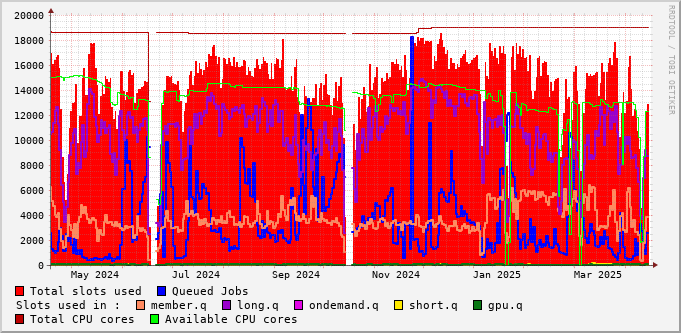 20000
18000
16000
14000
12000
10000
8000
6000
4000
2000
0
May 2024 Jul 2024 Sep 2024 Nov 2024 Jan 2025 Mar 2025
RRDTOOL / TOBI OETIKER
Total slots used Queued Jobs
Slots used in : member.q long.q ondemand.q short.q gpu.q
Total CPU cores Available CPU cores